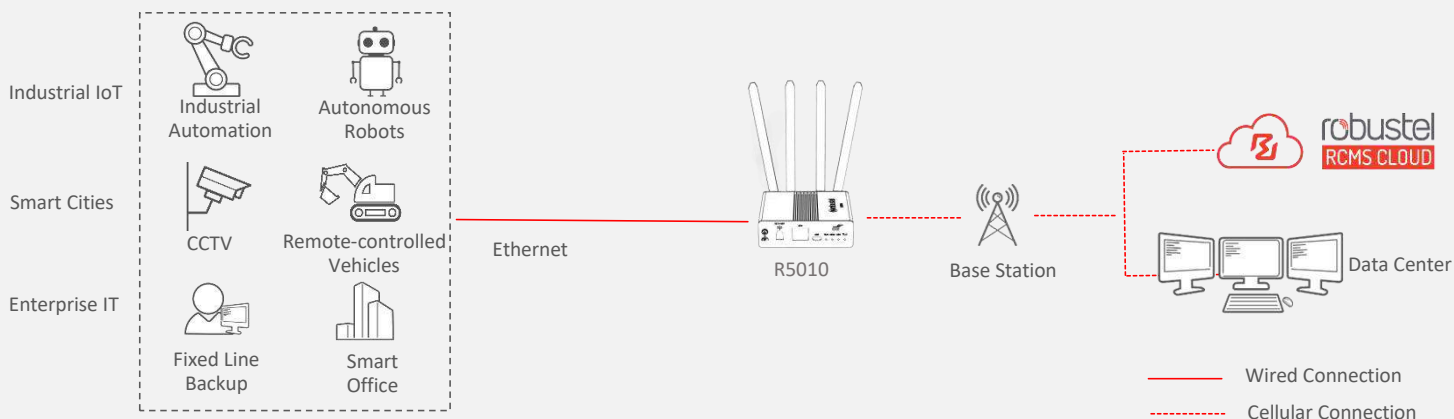 Industrial IoT
Industrial
Automation
Autonomous
Robots
Smart Cities
CCTV
Remote-controlled
Vehicles
Enterprise IT
Fixed Line
Backup
Smart
Office
Ethernet
R5010
Base Station
robustel
RCMS CLOUD
Data Center
Wired Connection
Cellular Connection